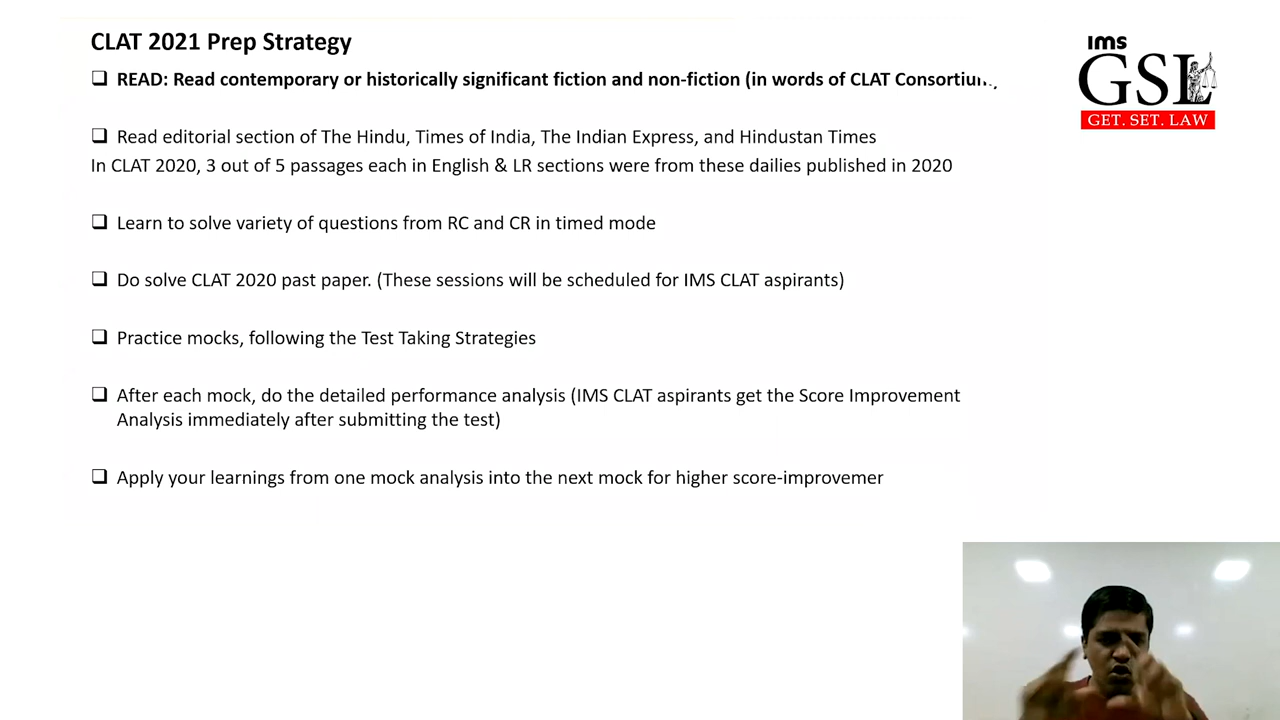 CLAT 2021 Prep Strategy
IMS
GSL
GET. SET. LAW
❑ READ: Read contemporary or historically significant fiction and non-fiction (in words of CLAT Consortium)
❑ Read editorial section of The Hindu, Times of India, The Indian Express, and Hindustan Times
In CLAT 2020, 3 out of 5 passages each in English & LR sections were from these dailies published in 2020
❑ Learn to solve variety of questions from RC and CR in timed mode
❑ Do solve CLAT 2020 past paper. (These sessions will be scheduled for IMS CLAT aspirants)
❑ Practice mocks, following the Test Taking Strategies
❑ After each mock, do the detailed performance analysis (IMS CLAT aspirants get the Score Improvement
Analysis immediately after submitting the test)
❑ Apply your learnings from one mock analysis into the next mock for higher score-improvemer